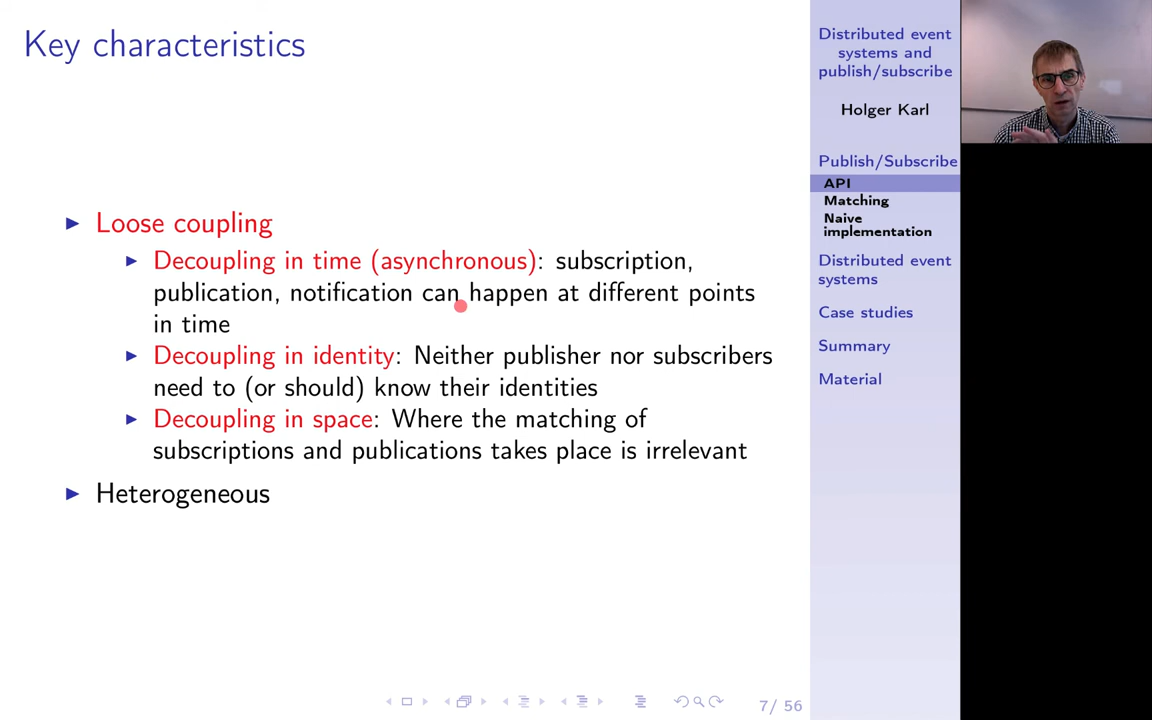 Key characteristics
Loose coupling
Decoupling in time (asynchronous): subscription,
publication, notification can happen at different points
in time
Decoupling in identity: Neither publisher nor subscribers
need to (or should) know their identities
Decoupling in space: Where the matching of
subscriptions and publications takes place is irrelevant
Heterogeneous
7/ 56
Distributed event
systems and
publish/subscribe
Holger Karl
Publish/Subscribe
API
Matching
Naive
implementation
Distributed event
systems
Case studies
Summary
Material